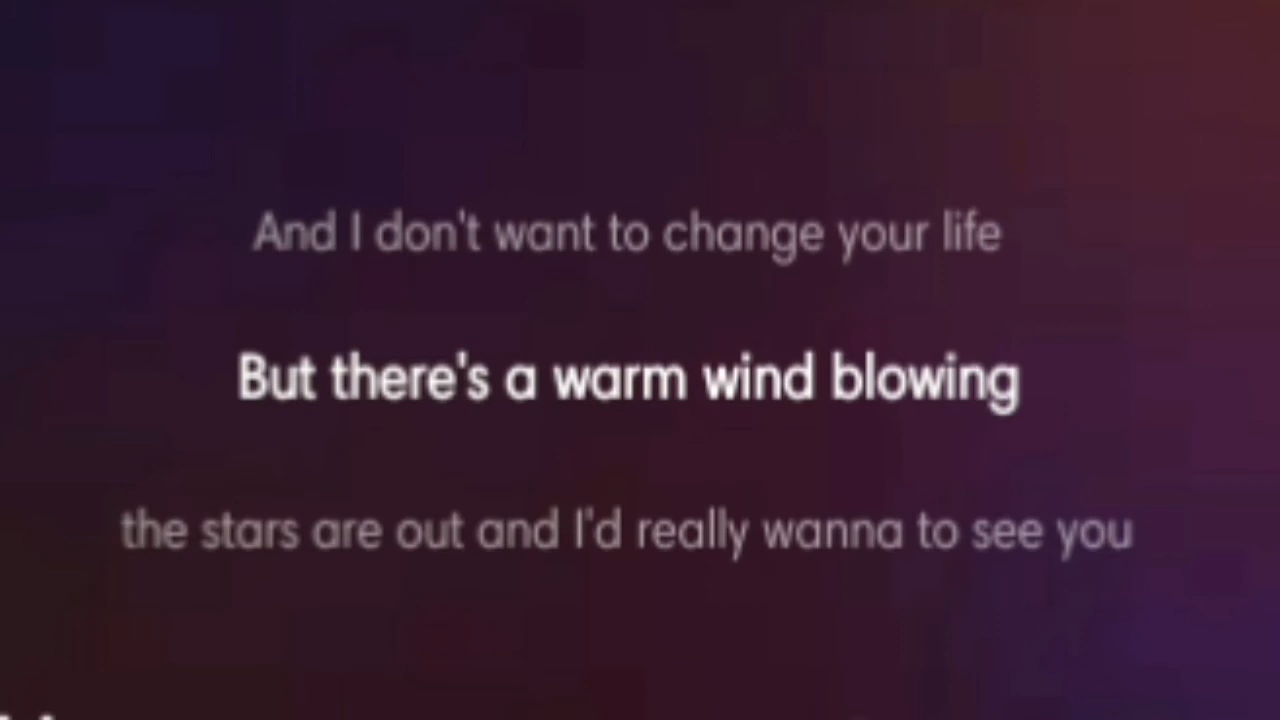 And I don't want to change your life
But there's a warm wind blowing
the stars are out and I'd really wanna to see you